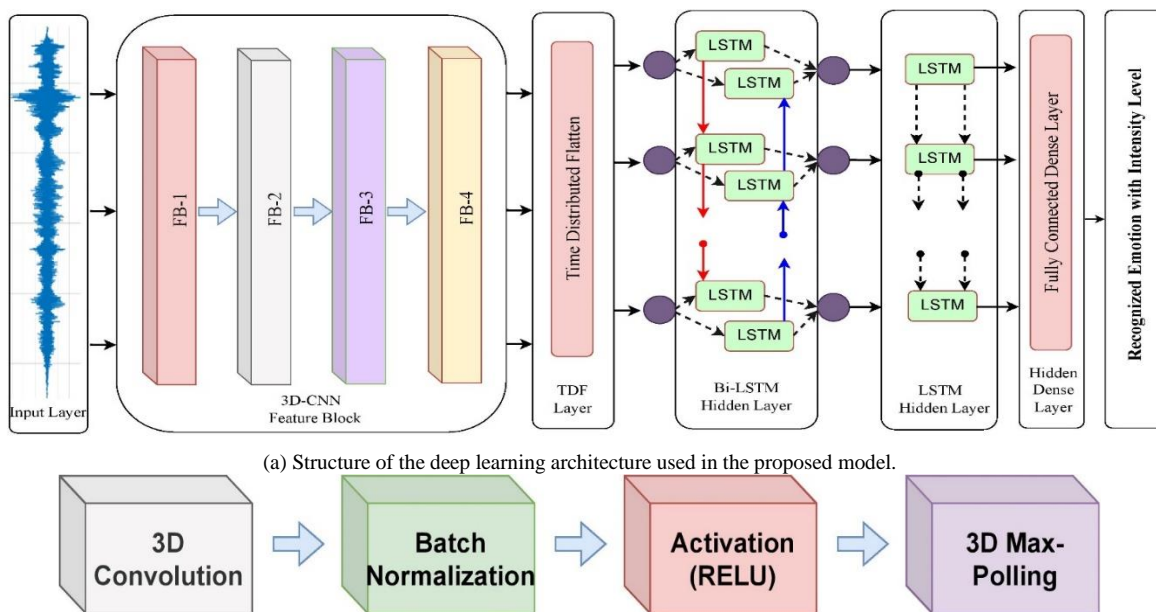 Input Layer
FB-1
FB-2
FB-3
FB-4
3D-CNN
Feature Block
Time Distributed Flatten
TDF
Layer
LSTM
LSTM
LSTM
LSTM
LSTM
LSTM
Bi-LSTM
Hidden Layer
LSTM
LSTM
LSTM
LSTM
Hidden Layer
Fully Connected Dense Layer
Hidden
Dense
Layer
Recognized Emotion with Intensity Level
(a) Structure of the deep learning architecture used in the proposed model.
3D
Convolution
Batch
Normalization
Activation
(RELU)
3D Max-
Polling